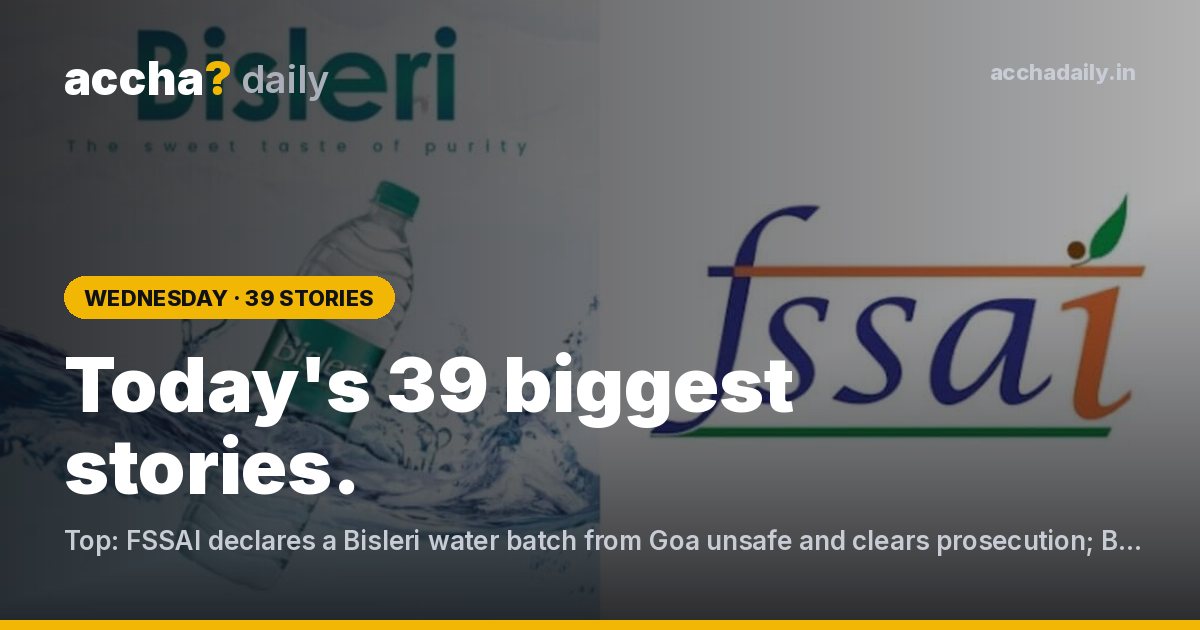 Bisleri
accha? daily
acchadaily.in
The sweet taste of purity
fssai
WEDNESDAY · 39 STORIES
Bisleri
Today's 39 biggest
stories.
Top: FSSAI declares a Bisleri water batch from Goa unsafe and clears prosecution; B...